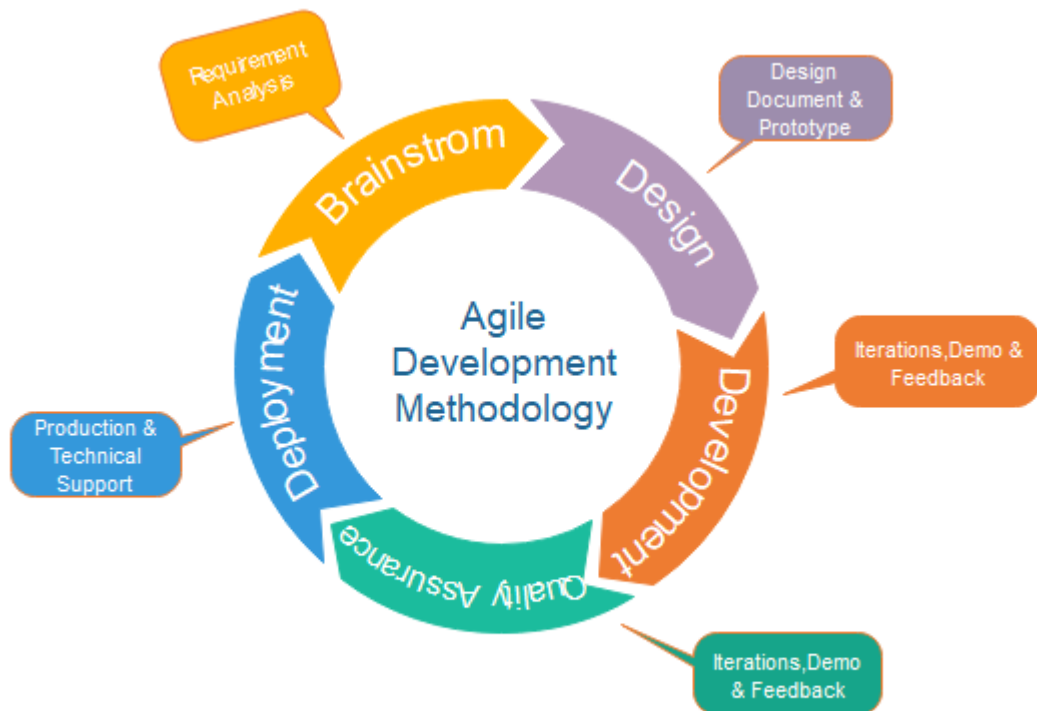 Requirement
Analysis
Brainstrom
Design
Document &
Prototype
Design
Iterations,Demo &
Feedback
Development
Iterations,Demo
& Feedback
Quality Assurance
Production &
Technical
Support
Deployment
Agile
Development
Methodology